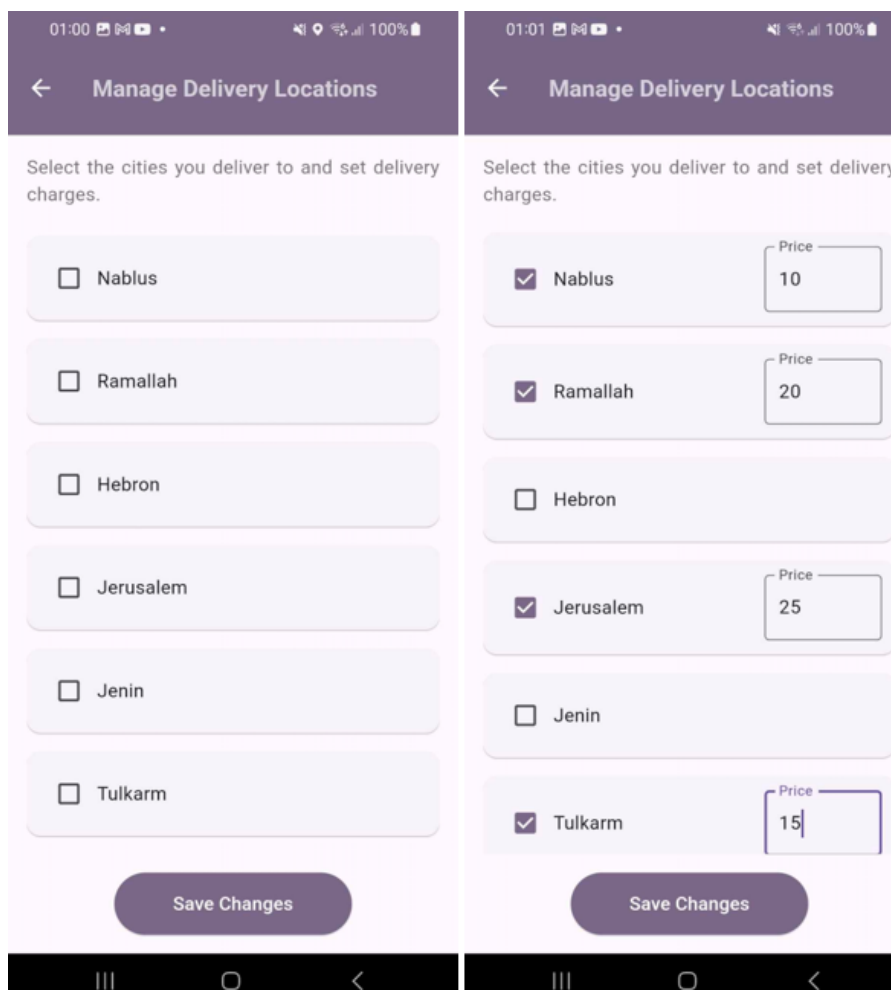 01:00
100%
Manage Delivery Locations
Select the cities you deliver to and set delivery
charges.
Nablus
Ramallah
Hebron
Jerusalem
Jenin
Tulkarm
Save Changes
01:01
100%
Manage Delivery Locations
Select the cities you deliver to and set delivery
charges.
Price
Nablus
10
Price
Ramallah
20
Hebron
Price
Jerusalem
25
Jenin
Price
Tulkarm
15
Save Changes